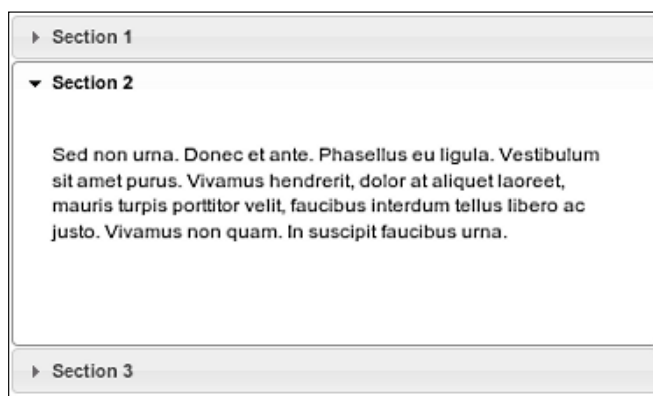 Section 1
Section 2
Sed non urna. Donec et ante. Phasellus eu ligula. Vestibulum
sit amet purus. Vivamus hendrerit, dolor at aliquet laoreet,
mauris turpis porttitor velit, faucibus interdum tellus libero ac
justo. Vivamus non quam. In suscipit faucibus urna.
Section 3